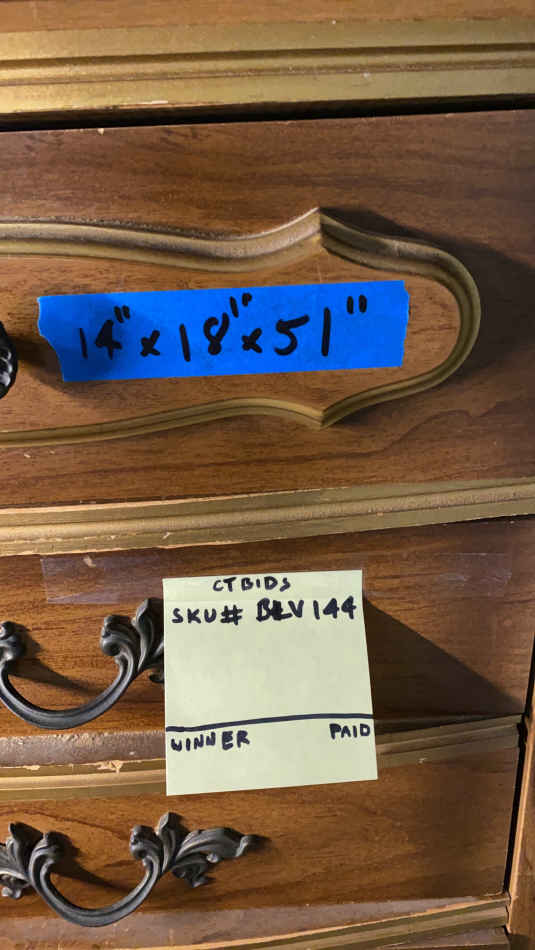 14" x 18" x 51"
CTBIDS
SKU# BLV144
WINNER PAID